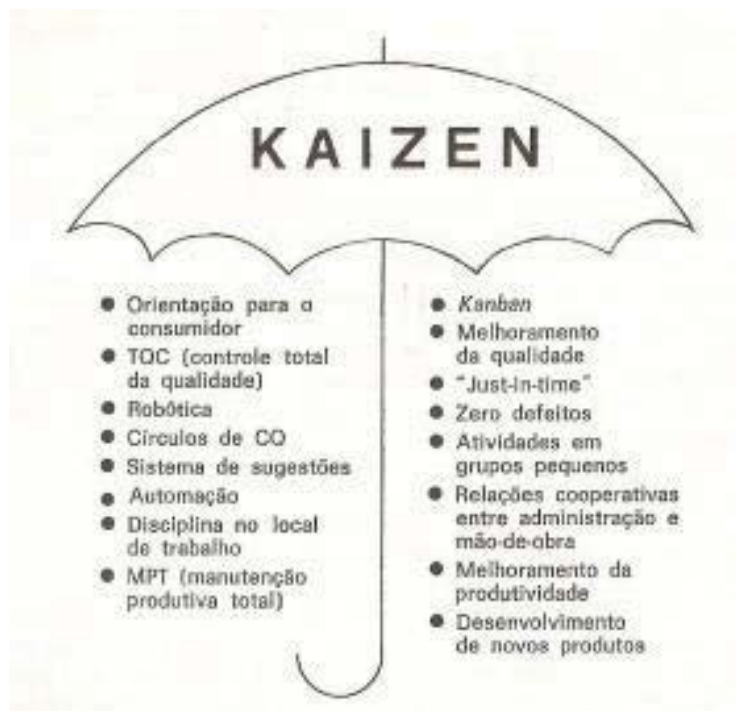 KAIZEN
Orientação para o
consumidor
TQC (controle total
da qualidade)
Robótica
Círculos de CQ
Sistema de sugestões
Automação
Disciplina no local
de trabalho
MPT (manutenção
produtiva total)
Kanban
Melhoramento
da qualidade
"Just-in-time"
Zero defeitos
Atividades em
grupos pequenos
Relações cooperativas
entre administração e
mão-de-obra
Melhoramento da
produtividade
Desenvolvimento
de novos produtos